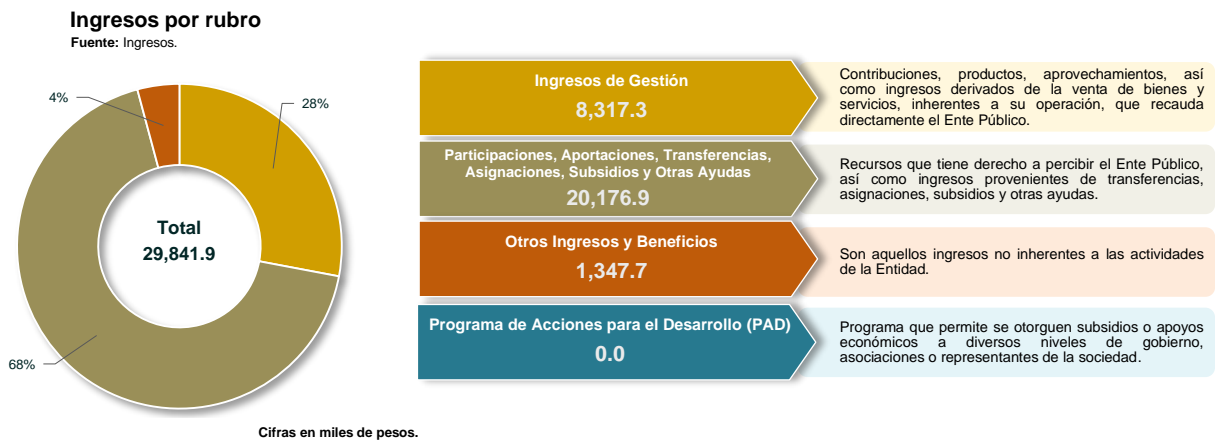 Ingresos por rubro
Fuente: Ingresos.
4%
28%
Total
29,841.9
68%
Ingresos de Gestión
8,317.3
Contribuciones, productos, aprovechamientos, así
como ingresos derivados de la venta de bienes y
servicios, inherentes a su operación, que recauda
directamente el Ente Público.
Participaciones, Aportaciones, Transferencias,
Asignaciones, Subsidios y Otras Ayudas
20,176.9
Recursos que tiene derecho a percibir el Ente Público,
así como ingresos provenientes de transferencias,
asignaciones, subsidios y otras ayudas.
Otros Ingresos y Beneficios
1,347.7
Son aquellos ingresos no inherentes a las actividades
de la Entidad.
Programa de Acciones para el Desarrollo (PAD)
0.0
Programa que permite se otorguen subsidios o apoyos
económicos a diversos niveles de gobierno,
asociaciones o representantes de la sociedad.
Cifras en miles de pesos.